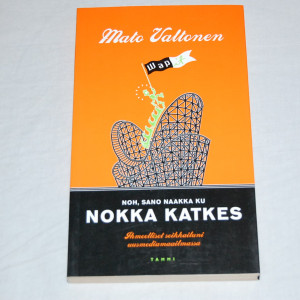 Mato Valtonen
Wap
NOH, SANO NAAKKA KU
NOKKA KATKES
Ihmeelliset seikkailuni
uusmediamaailmassa
TAMMI